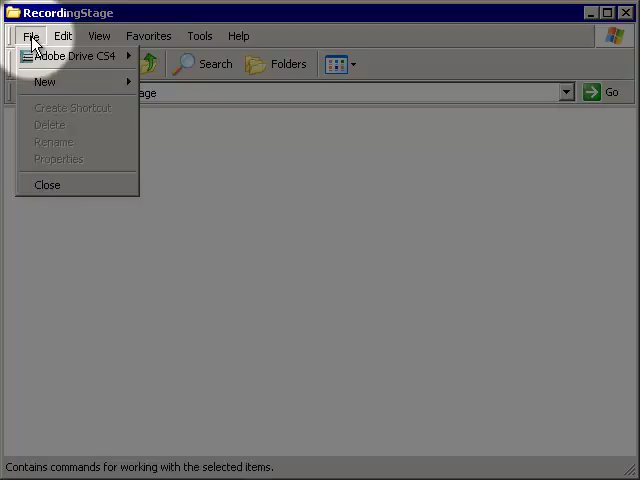 RecordingStage
File Edit View Favorites Tools Help
Adobe Drive CS4
Search Folders
New
age
Go
Create Shortcut
Delete
Rename
Properties
Close
Contains commands for working with the selected items.